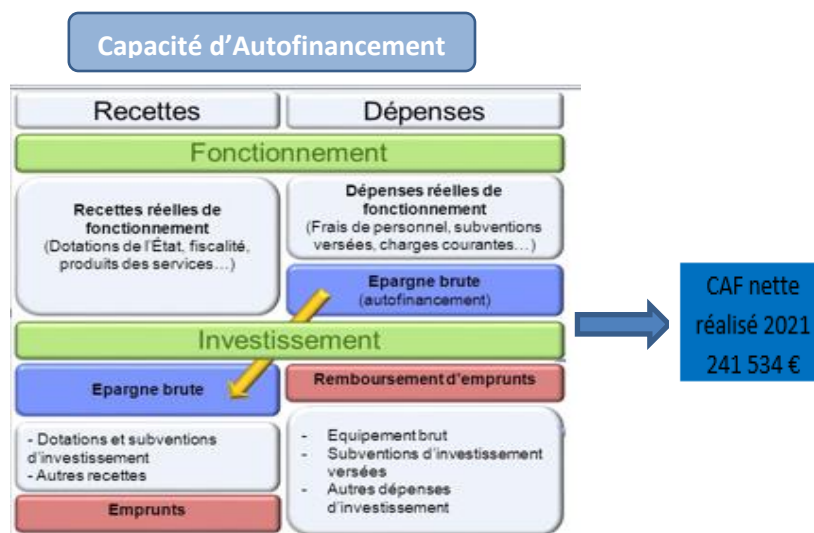 Capacité d'Autofinancement
Recettes
Dépenses
Fonctionnement
Recettes réelles de
fonctionnement
(Dotations de l'État, fiscalité,
produits des services…)
Dépenses réelles de
fonctionnement
(Frais de personnel, subventions
versées, charges courantes…)
Epargne brute
(autofinancement)
Investissement
Epargne brute
Remboursement d'emprunts
- Dotations et subventions
d'investissement
- Autres recettes
- Equipement brut
- Subventions d'investissement
versées
- Autres dépenses
d'investissement
Emprunts
CAF nette
réalisé 2021
241 534 €